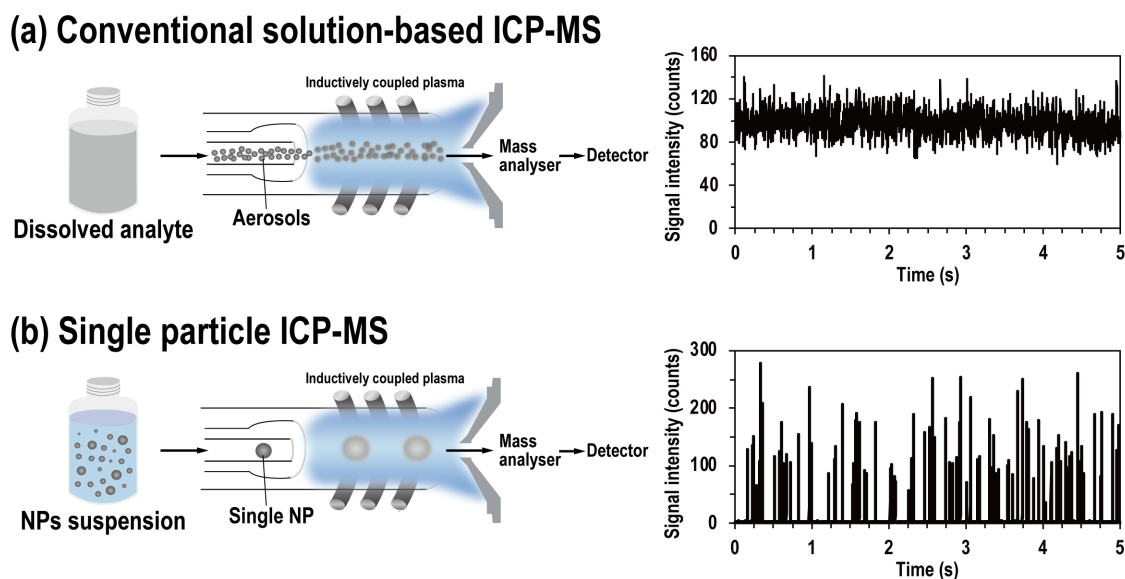 (a) Conventional solution-based ICP-MS
Inductively coupled plasma
Mass
analyser
Detector
Aerosols
Dissolved analyte
Signal intensity (counts)
160
120
80
40
0
0 1 2 3 4 5
Time (s)
(b) Single particle ICP-MS
Inductively coupled plasma
Mass
analyser
Detector
Single NP
NPs suspension
Signal intensity (counts)
300
200
100
0
0 1 2 3 4 5
Time (s)